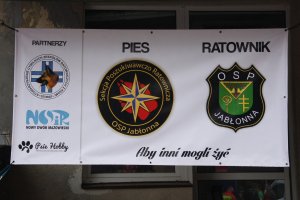 PARTNERZY
PIES RATOWNIK
Sekcja Poszukiwawczo Ratownicza
OSP Jabłonna
OSP
JABŁONNA
NOWY DWÓR MAZOWIECKI
Psie Hobby
Aby inni mogli żyć